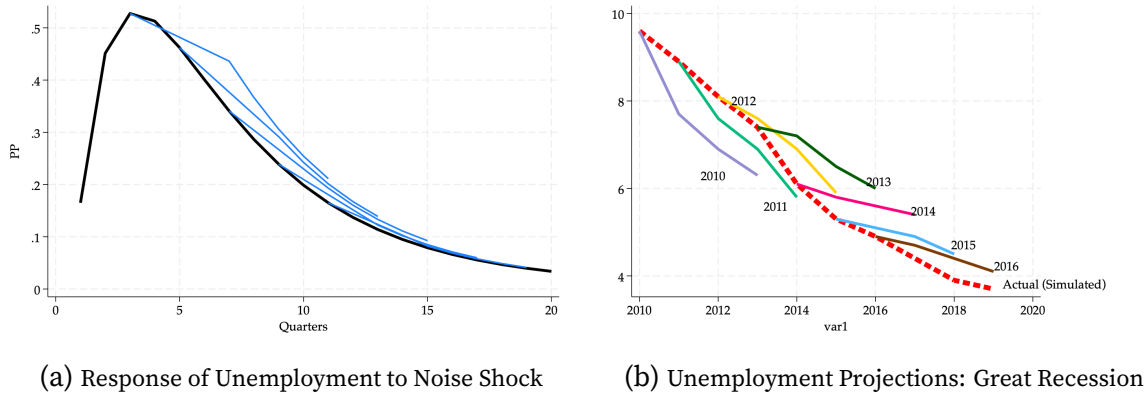 PP
.5
.4
.3
.2
.1
0
0 5 10 15 20
Quarters
(a) Response of Unemployment to Noise Shock
10
8
6
4
2012
2010
2011
2013
2014
2015
2016
Actual (Simulated)
2010 2012 2014 2016 2018 2020
var1
(b) Unemployment Projections: Great Recession